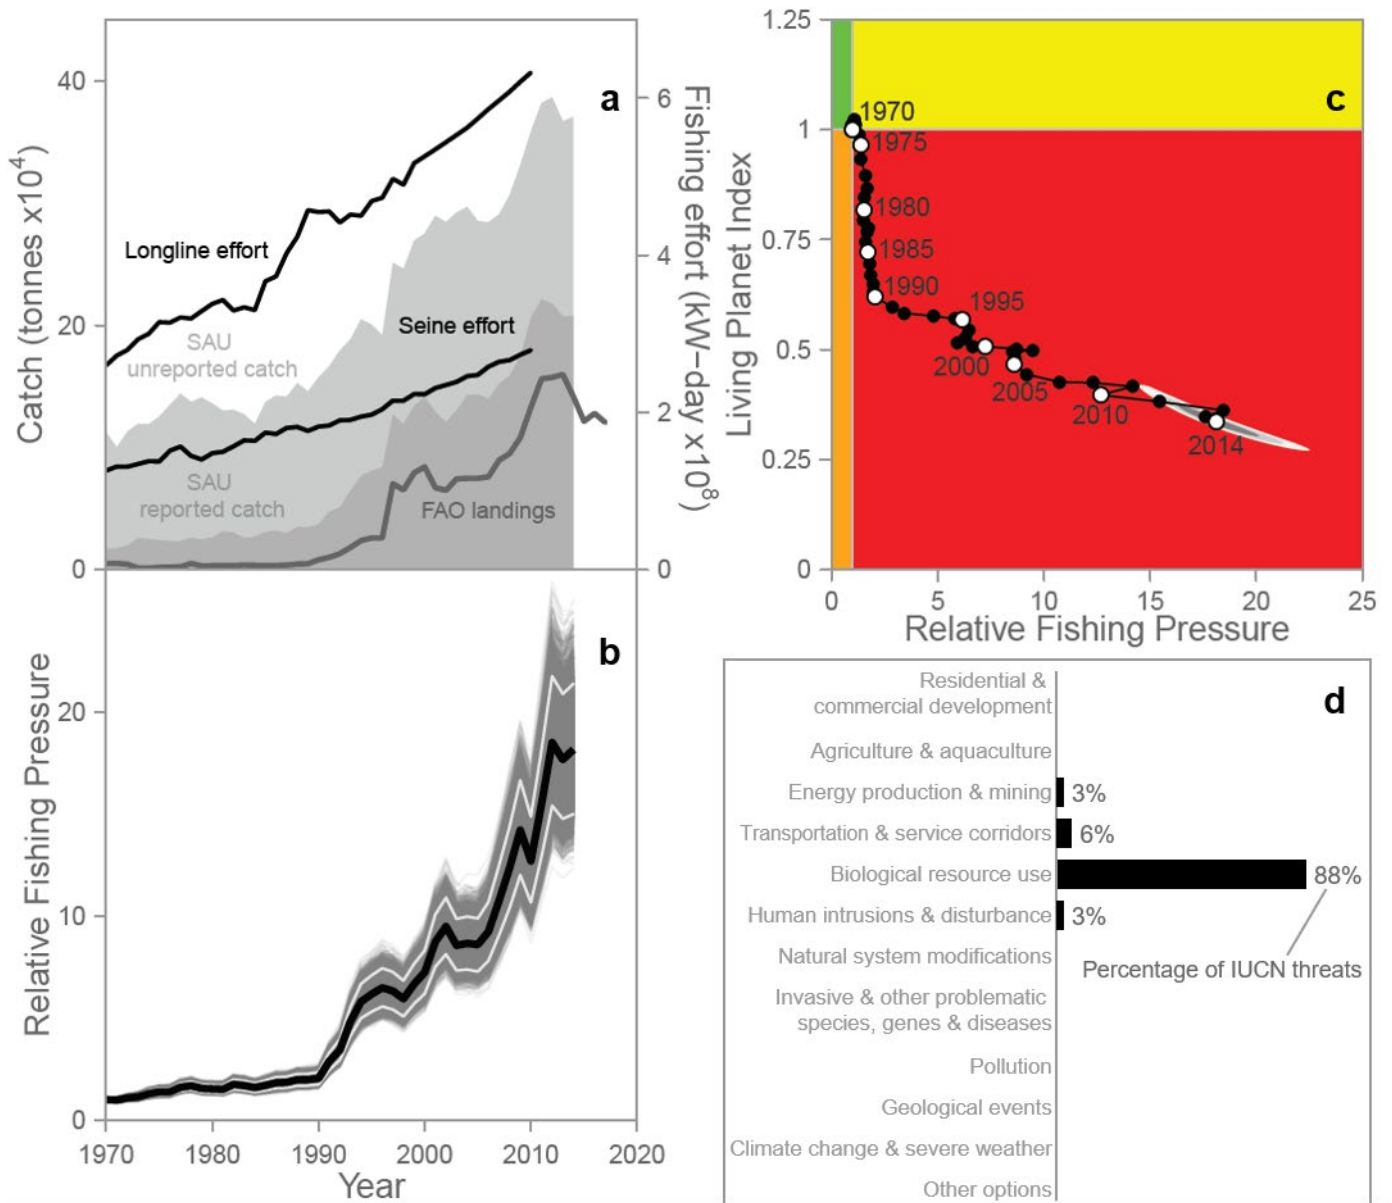 a
40
20
0
Catch (tonnes x10⁴)
6
4
2
0
Fishing effort (kW–day x10⁸)
Longline effort
SAU
unreported catch
Seine effort
SAU
reported catch
FAO landings
b
20
10
0
Relative Fishing Pressure
1970
1980
1990
2000
2010
2020
Year
c
1.25
1
0.75
0.5
0.25
0
Living Planet Index
1970
1975
1980
1985
1990
1995
2000
2005
2010
2014
0
5
10
15
20
25
Relative Fishing Pressure
d
Residential &
commercial development
Agriculture & aquaculture
Energy production & mining
3%
Transportation & service corridors
6%
Biological resource use
88%
Human intrusions & disturbance
3%
Natural system modifications
Percentage of IUCN threats
Invasive & other problematic
species, genes & diseases
Pollution
Geological events
Climate change & severe weather
Other options